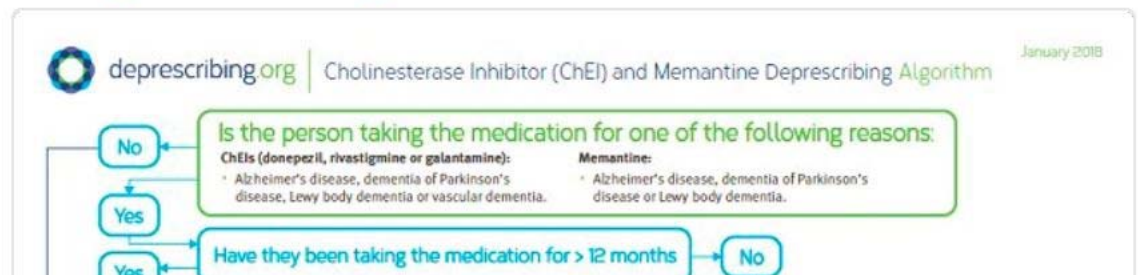 deprescribing.org | Cholinesterase Inhibitor (ChEI) and Memantine Deprescribing Algorithm
January 2018
Is the person taking the medication for one of the following reasons:
No
ChEIs (donepezil, rivastigmine or galantamine):
• Alzheimer's disease, dementia of Parkinson's
disease, Lewy body dementia or vascular dementia.
Memantine:
• Alzheimer's disease, dementia of Parkinson's
disease or Lewy body dementia.
Yes
Have they been taking the medication for > 12 months
No
Yes